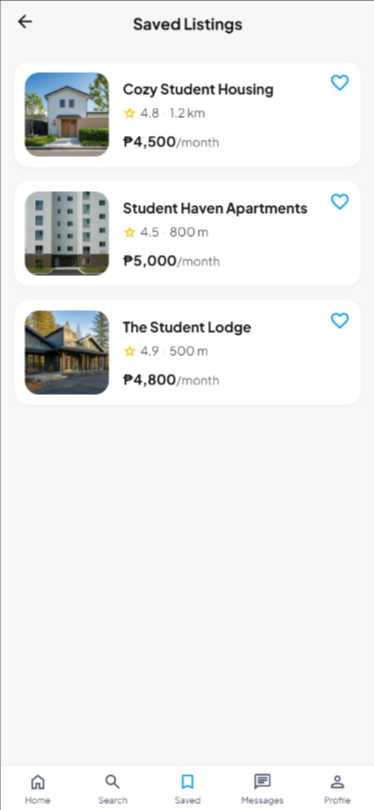 Saved Listings
Cozy Student Housing
4.8 · 1.2 km
₱4,500/month
Student Haven Apartments
4.5 · 800 m
₱5,000/month
The Student Lodge
4.9 · 500 m
₱4,800/month
Home Search Saved Messages Profile